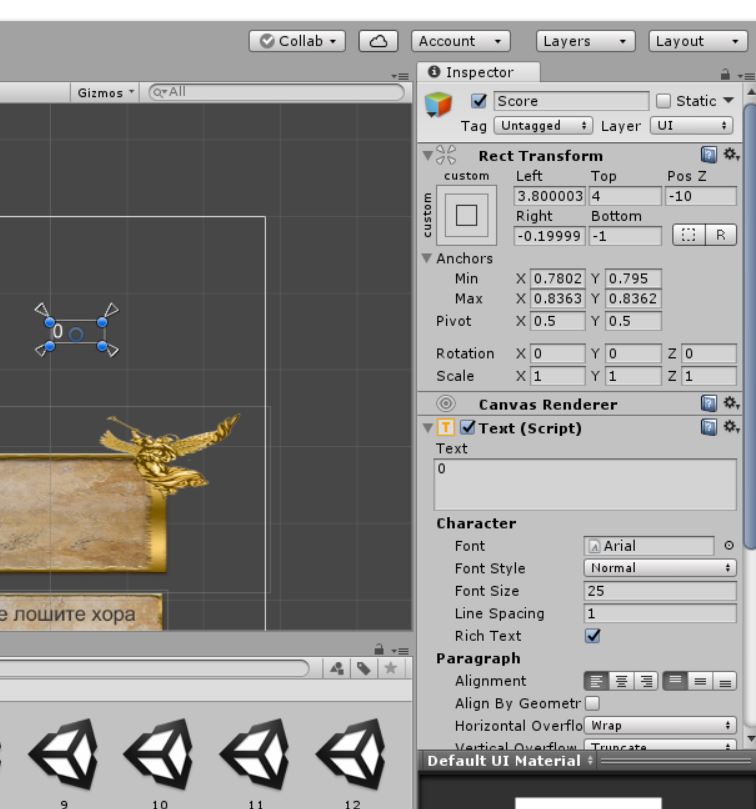 Collab Account Layers Layout
Inspector
Gizmos All
Score Static
Tag Untagged Layer UI
Rect Transform
custom Left Top Pos Z
custom 3.800003 4 -10
Right Bottom
-0.19999 -1 R
Anchors
Min X 0.7802 Y 0.795
Max X 0.8363 Y 0.8362
Pivot X 0.5 Y 0.5
Rotation X 0 Y 0 Z 0
Scale X 1 Y 1 Z 1
0
Canvas Renderer
T Text (Script)
Text
0
Character
Font Arial
Font Style Normal
Font Size 25
Line Spacing 1
Rich Text
Paragraph
Alignment
Align By Geometr
Horizontal Overflo Wrap
Vertical Overflow Truncate
Default UI Material
е лошите хора
9 10 11 12